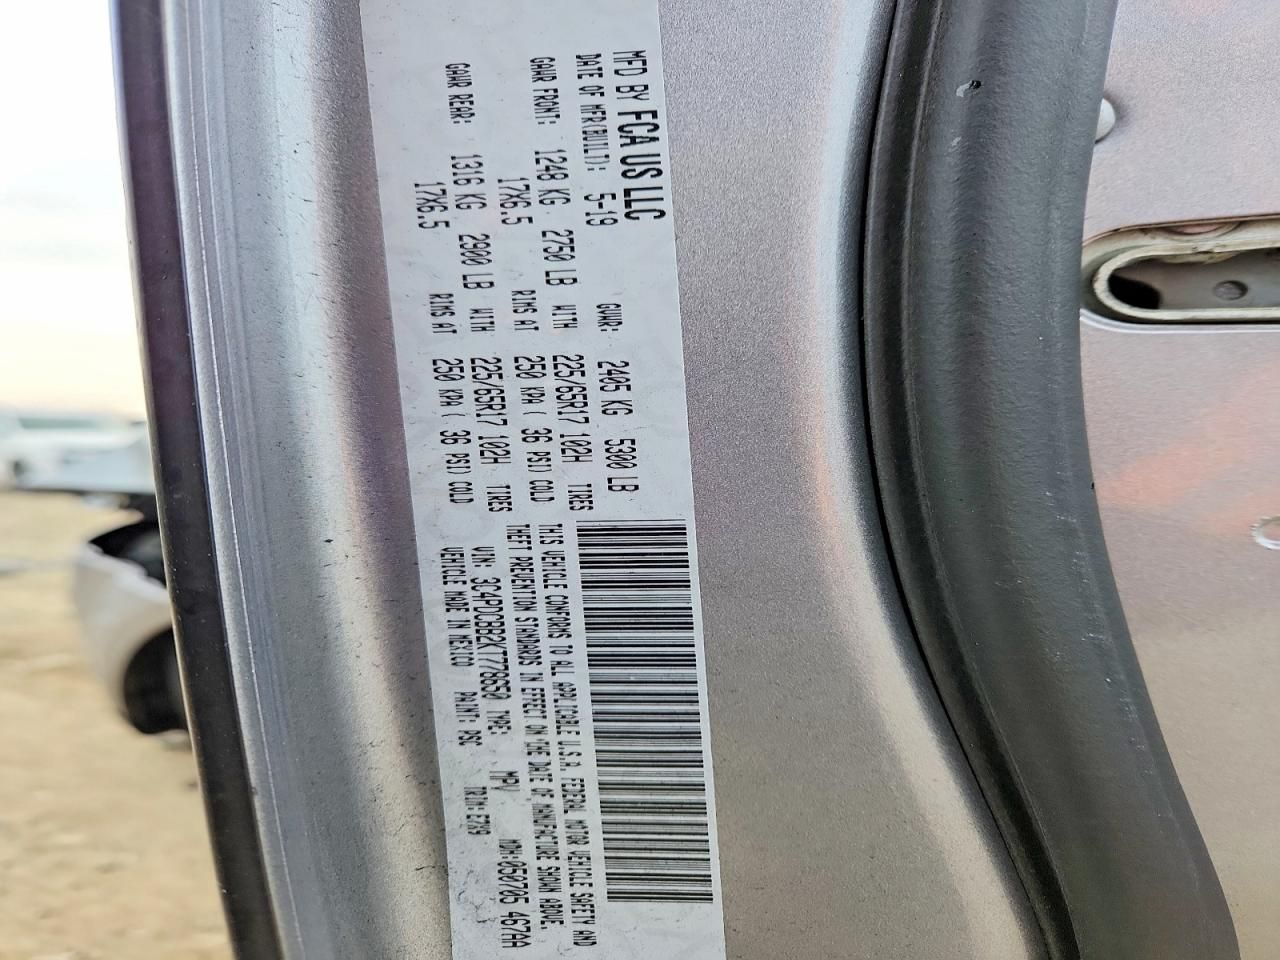 MFD BY FCA US LLC
DATE OF MFR(BUILT): 5-19 GVWR: 2405 KG 5300 LB
GAWR FRONT: 1248 KG 2750 LB WITH 225/65R17 102H TIRES
17X6.5 RIMS AT 250 KPA ( 36 PSI) COLD
GAWR REAR: 1316 KG 2900 LB WITH 225/65R17 102H TIRES
17X6.5 RIMS AT 250 KPA ( 36 PSI) COLD
THIS VEHICLE CONFORMS TO ALL APPLICABLE U.S.A. FEDERAL MOTOR VEHICLE SAFETY AND
THEFT PREVENTION STANDARDS IN EFFECT ON THE DATE OF MANUFACTURE SHOWN ABOVE.
VIN: 3C4PDCBB2KT778650 TYPE: MPV MDH:050705 467AA
VEHICLE MADE IN MEXICO PAINT: PSC TRIM:E7X9